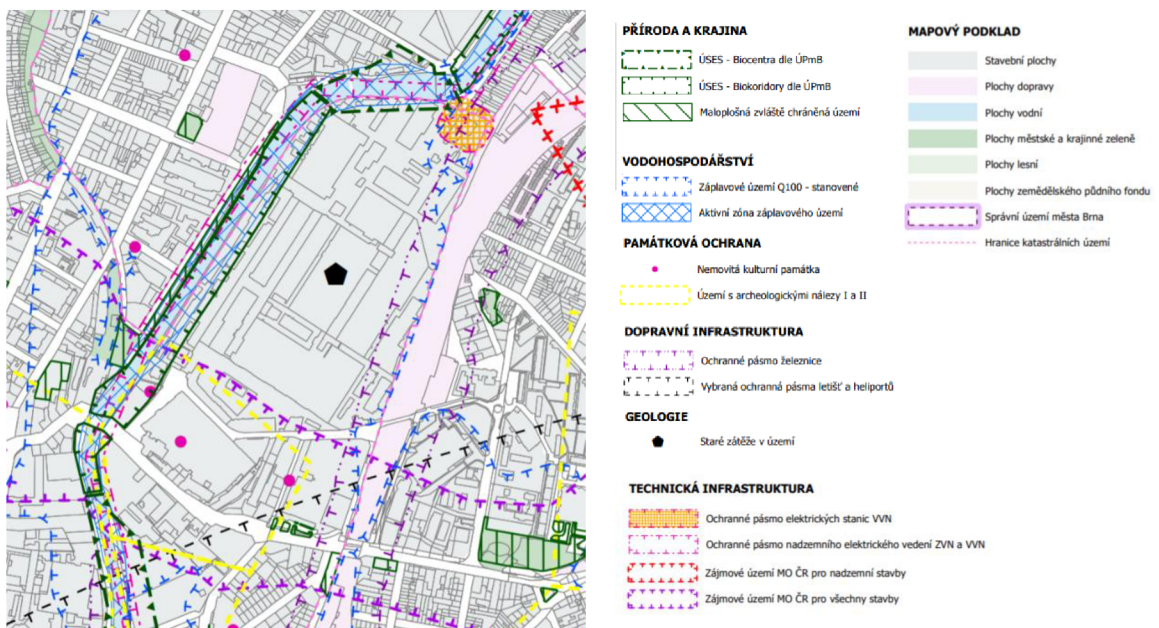 PŘÍRODA A KRAJINA
ÚSES - Biocentra dle ÚPmB
ÚSES - Biokoridory dle ÚPmB
Maloplošná zvláště chráněná území
VODOHOSPÁŘSTVÍ
Záplavové území Q100 - stanovené
Aktivní zóna záplavového území
PAMÁTKOVÁ OCHRANA
Nemovitá kulturní památka
Území s archeologickými nálezy I a II
DOPRAVNÍ INFRASTRUKTURA
Ochranné pásmo železnice
Vybraná ochranná pásma letišť a heliportů
GEOLOGIE
Staré zátěže v území
TECHNICKÁ INFRASTRUKTURA
Ochranné pásmo elektrických stanic VVN
Ochranné pásmo nadzemního elektrického vedení ZVN a VVN
Zájmové území MO ČR pro nadzemní stavby
Zájmové území MO ČR pro všechny stavby
MAPOVÝ PODKLAD
Stavební plochy
Plochy dopravy
Plochy vodní
Plochy městské a krajinné zeleně
Plochy lesní
Plochy zemědělského půdního fondu
Správní území města Brna
Hranice katastrálních území